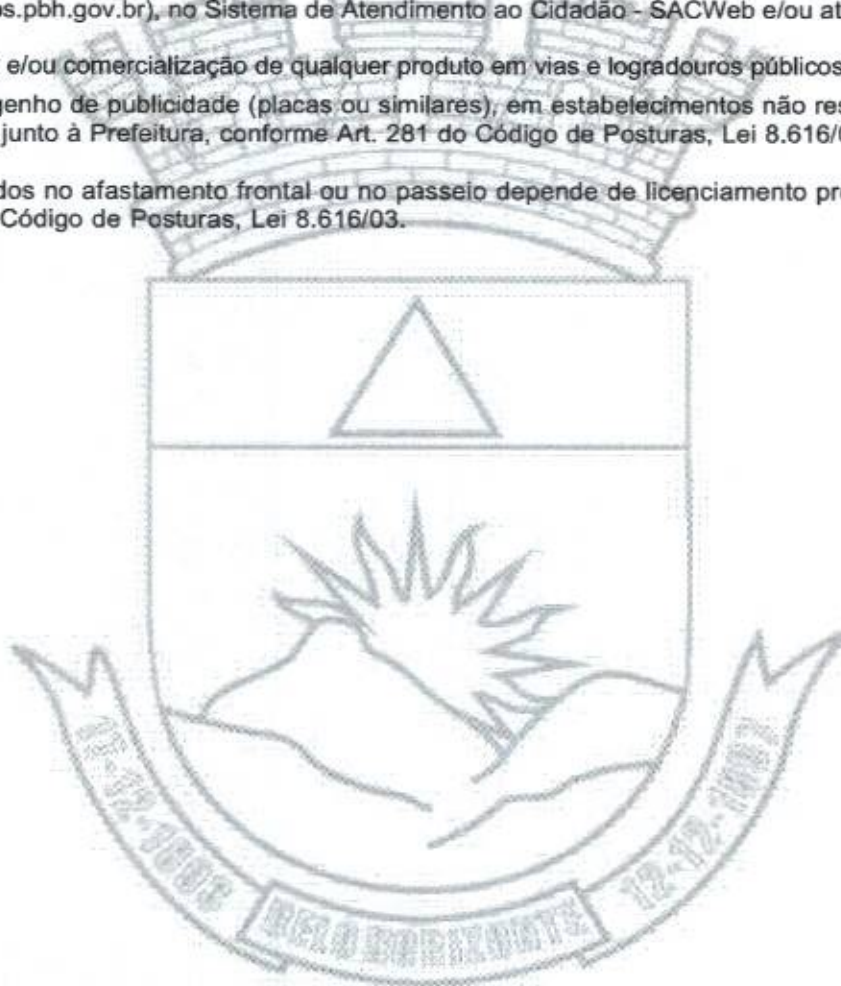 os.pbh.gov.br), no Sistema de Atendimento ao Cidadão - SACWeb e/ou at
e/ou comercialização de qualquer produto em vias e logradouros públicos
genho de publicidade (placas ou similares), em estabelecimentos não res
junto à Prefeitura, conforme Art. 281 do Código de Posturas, Lei 8.616/0
dos no afastamento frontal ou no passeio depende de licenciamento pr
Código de Posturas, Lei 8.616/03.
BELO HORIZONTE